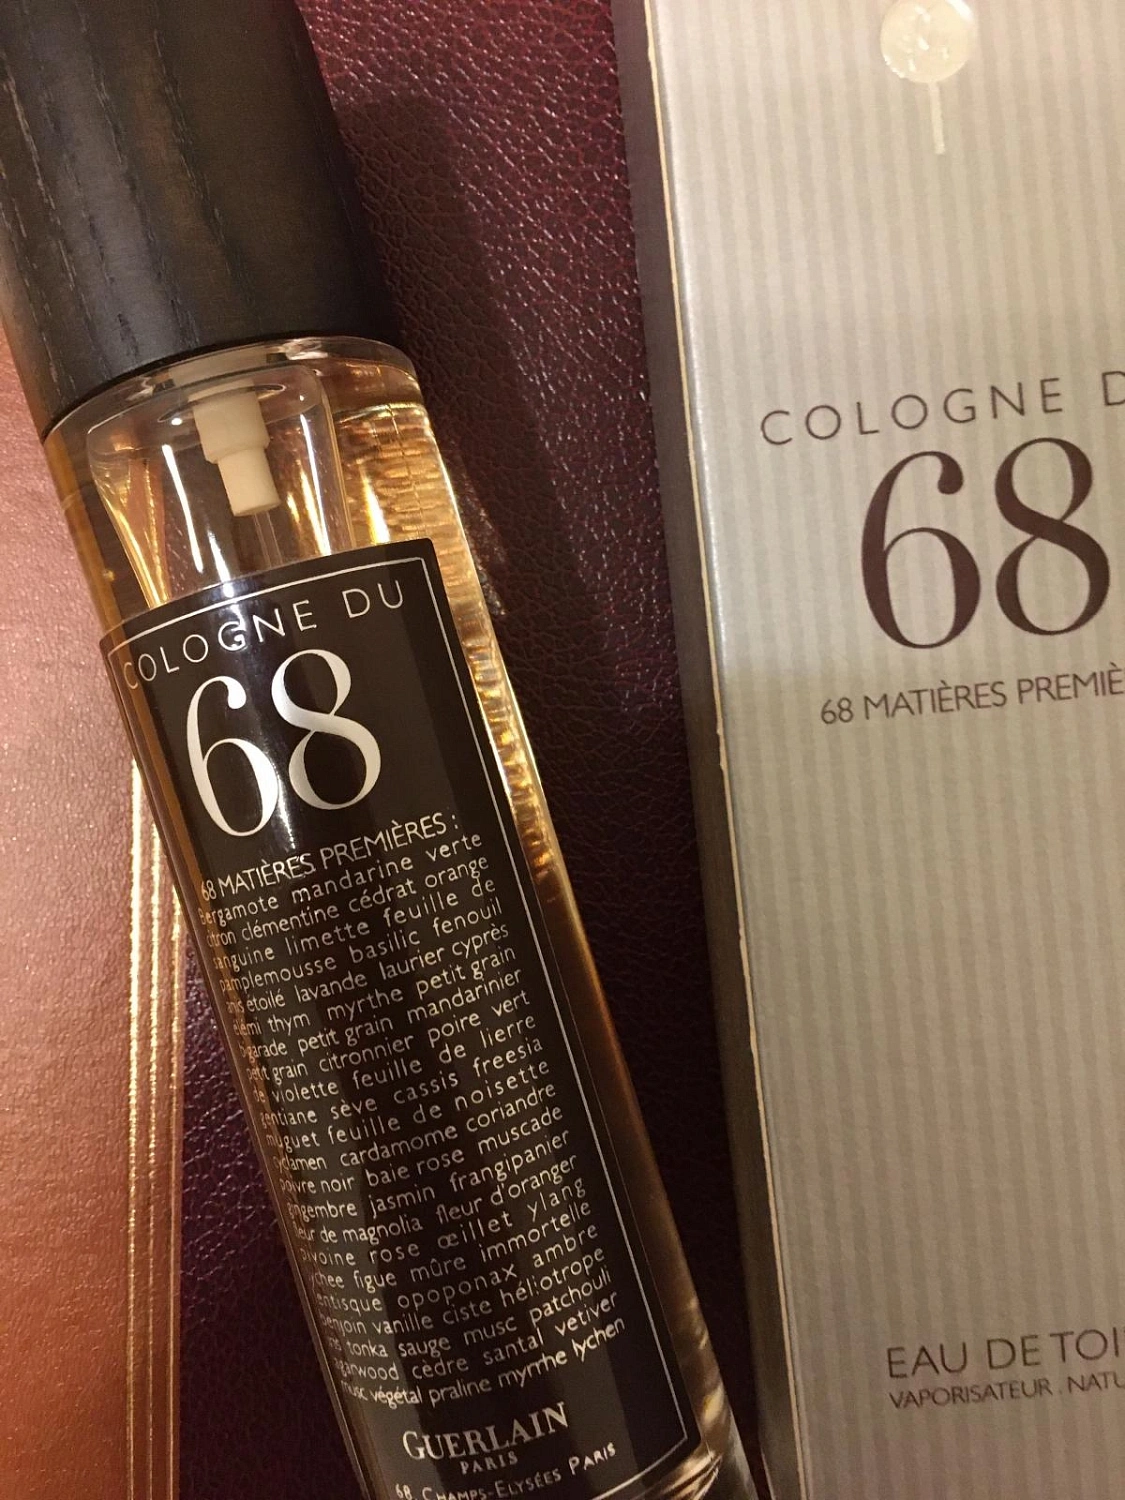 COLOGNE DU
68
68 MATIÈRES PREMIÈRES :
Bergamote mandarine verte
citron clémentine cédrat orange
sanguine limette feuille de
pamplemousse basilic fenouil
anis étoilé lavande laurier cyprès
élémi thym myrthe petit grain
bigarade petit grain mandarinier
petit grain citronnier poire vert
de violette feuille de lierre
gentiane sève cassis freesia
muguet feuille de noisette
cyclamen cardamome coriandre
poivre noir baie rose muscade
gingembre jasmin frangipanier
fleur de magnolia fleur d'oranger
pivoine rose œillet ylang
lychee figue mûre immortelle
lentisque opoponax ambre
benjoin vanille ciste héliotrope
tonka sauge musc patchouli
agarwood cèdre santal vetiver
musc végétal praline myrrhe lychen
GUERLAIN
PARIS
68, CHAMPS-ELYSÉES PARIS
COLOGNE D
68
68 MATIÈRES PREMIÈ
EAU DE TOI
VAPORISATEUR . NATU